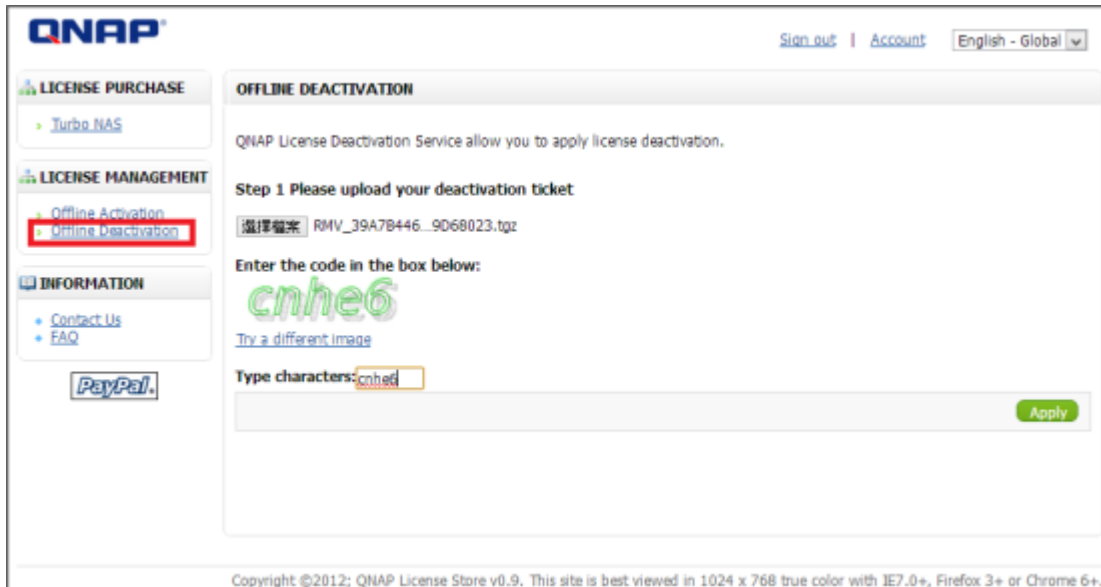 QNAP
Sign out | Account English - Global
LICENSE PURCHASE
Turbo NAS
LICENSE MANAGEMENT
Offline Activation
Offline Deactivation
INFORMATION
Contact Us
FAQ
PayPal.
OFFLINE DEACTIVATION
QNAP License Deactivation Service allow you to apply license deactivation.
Step 1 Please upload your deactivation ticket
選擇檔案 RMV_39A7B446...9D68023.tgz
Enter the code in the box below:
cnhe6
Try a different image
Type characters: cnhe6
Apply
Copyright ©2012; QNAP License Store v0.9. This site is best viewed in 1024 x 768 true color with IE7.0+, Firefox 3+ or Chrome 6+.